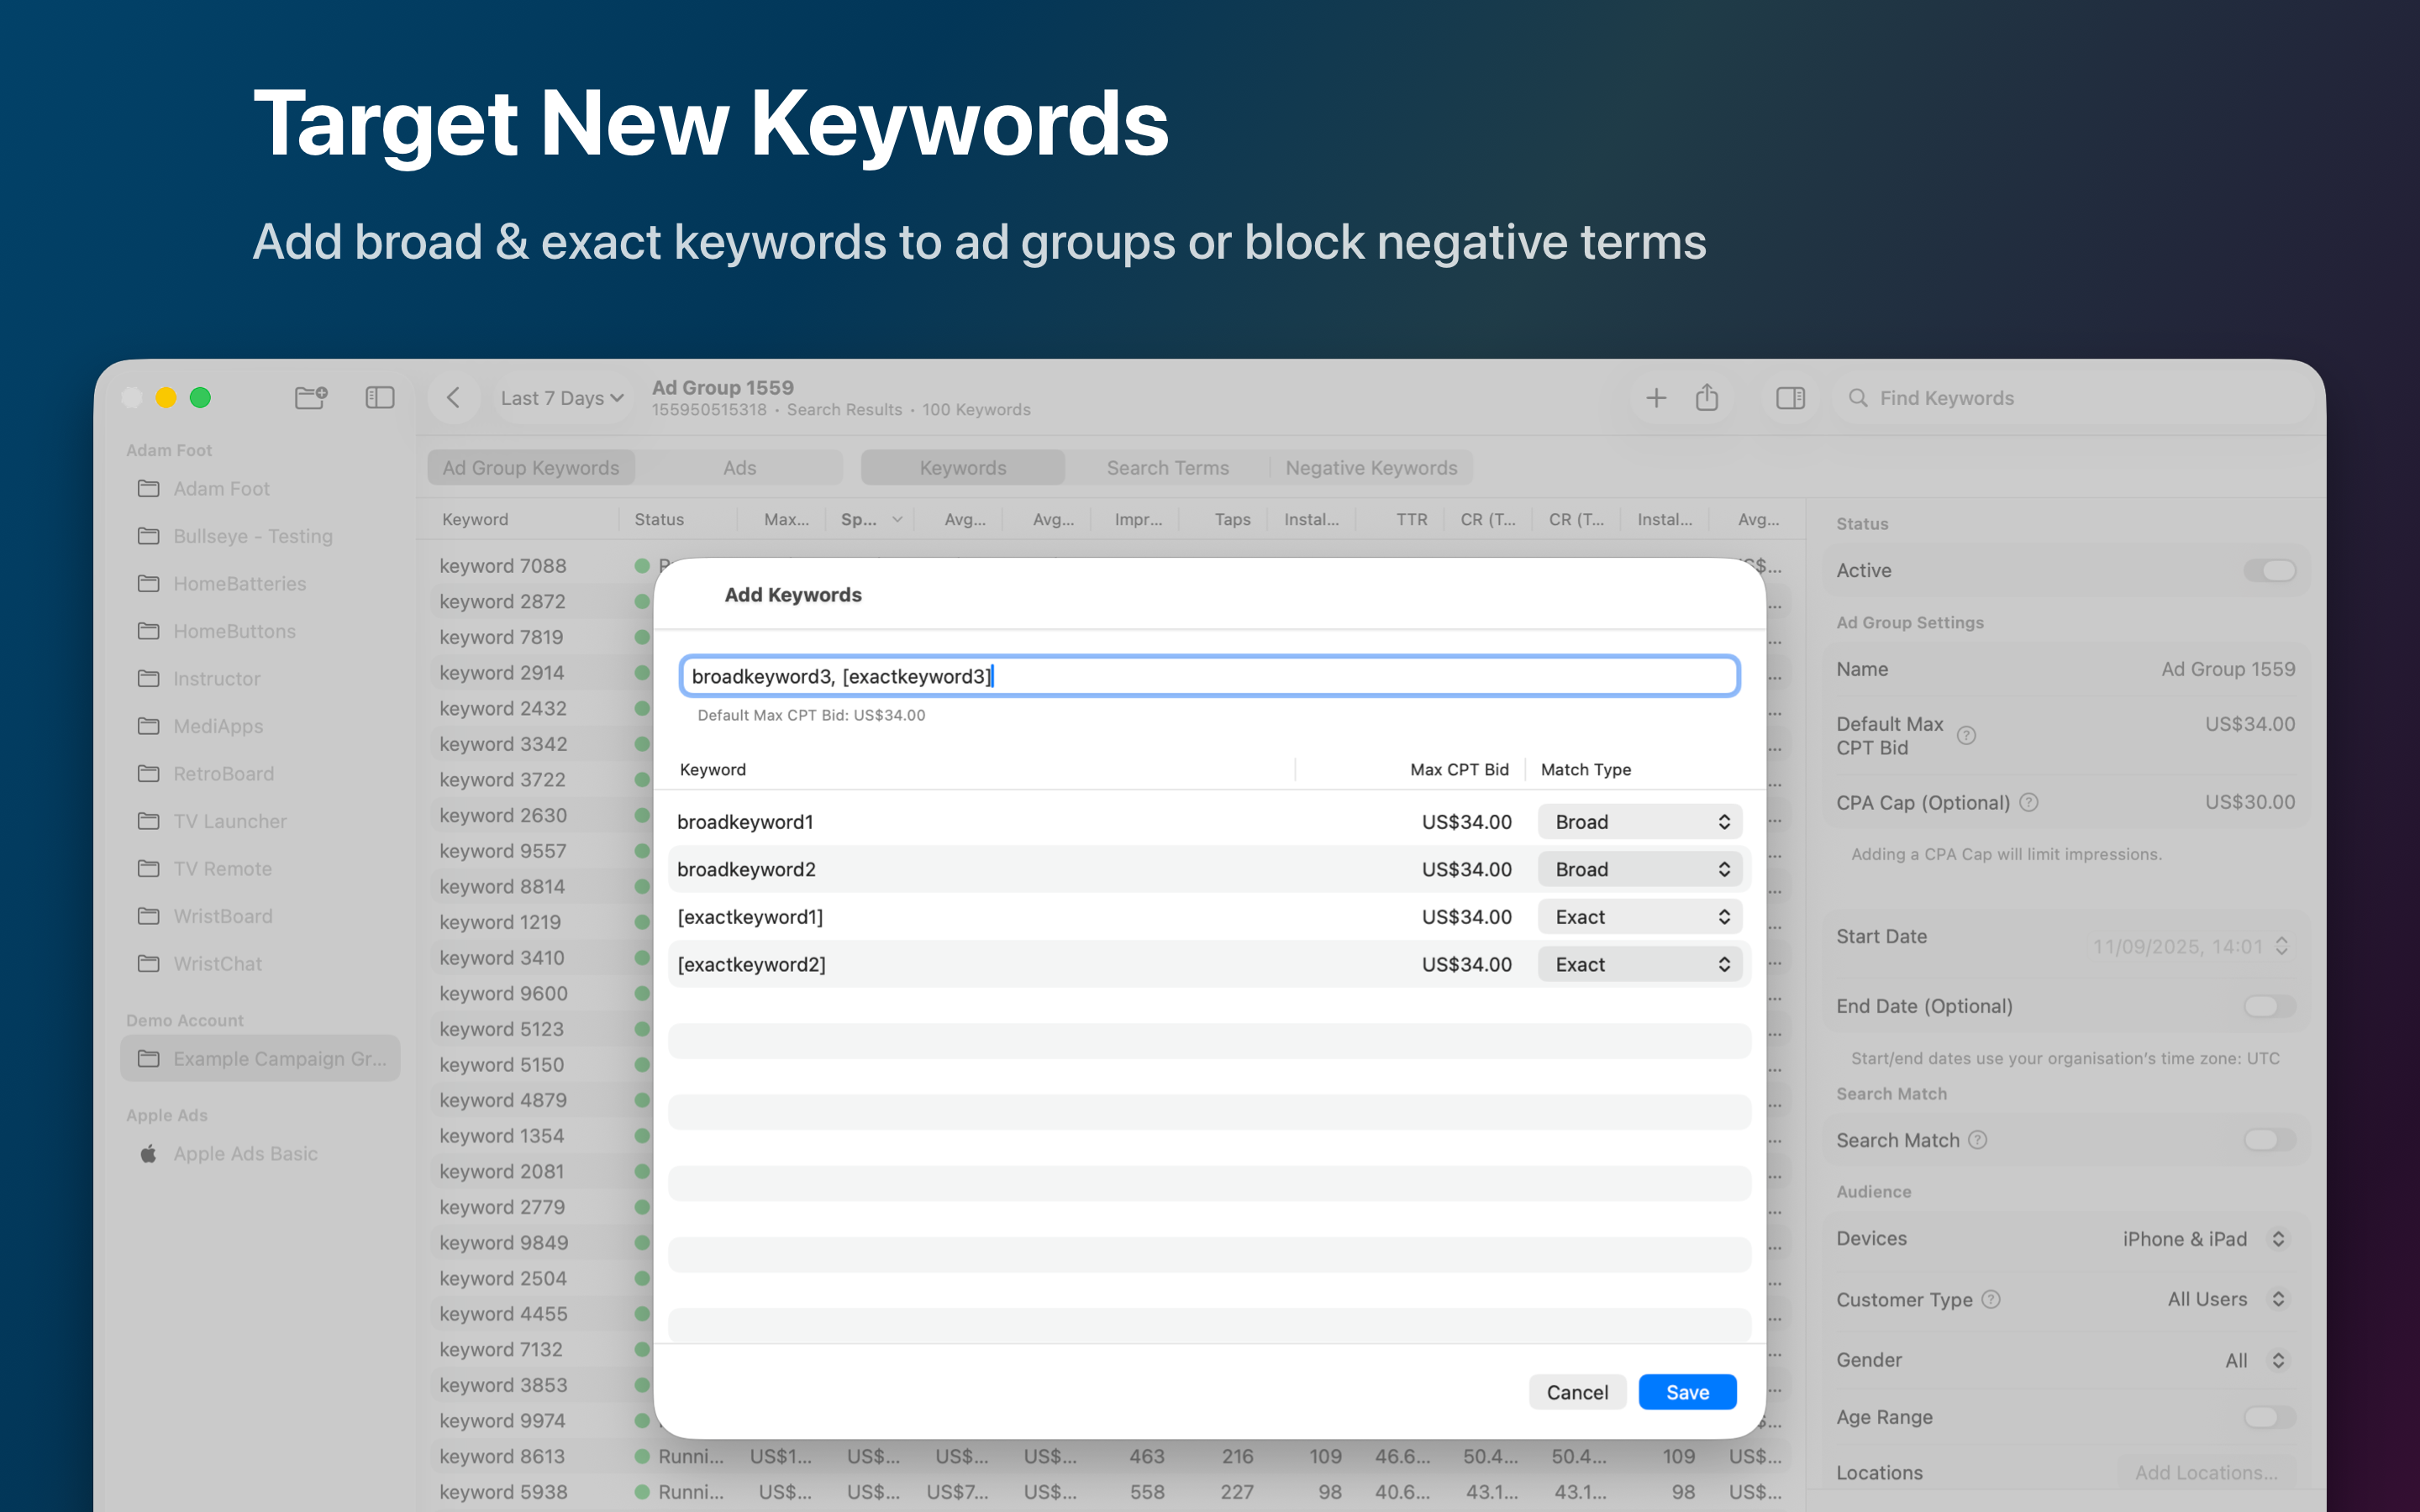 Target New Keywords
Add broad & exact keywords to ad groups or block negative terms
Last 7 Days
Ad Group 1559
155950515318 • Search Results • 100 Keywords
Find Keywords
Adam Foot
Adam Foot
Bullseye - Testing
HomeBatteries
HomeButtons
Instructor
MediApps
RetroBoard
TV Launcher
TV Remote
WristBoard
WristChat
Demo Account
Example Campaign Gr...
Apple Ads
Apple Ads Basic
Ad Group Keywords Ads Keywords Search Terms Negative Keywords
Keyword Status Max... Sp... Avg... Avg... Impr... Taps Instal... TTR CR (T... CR (T... Instal... Avg...
keyword 7088
keyword 2872
keyword 7819
keyword 2914
keyword 2432
keyword 3342
keyword 3722
keyword 2630
keyword 9557
keyword 8814
keyword 1219
keyword 3410
keyword 9600
keyword 5123
keyword 5150
keyword 4879
keyword 1354
keyword 2081
keyword 2779
keyword 9849
keyword 2504
keyword 4455
keyword 7132
keyword 3853
keyword 9974
keyword 8613 Runni... US$1... US$... US$... US$... 463 216 109 46.6... 50.4... 50.4... 109 US$...
keyword 5938 Runni... US$... US$... US$7... US$... 558 227 98 40.6... 43.1... 43.1... 98 US$...
Add Keywords
broadkeyword3, [exactkeyword3]
Default Max CPT Bid: US$34.00
Keyword Max CPT Bid Match Type
broadkeyword1 US$34.00 Broad
broadkeyword2 US$34.00 Broad
[exactkeyword1] US$34.00 Exact
[exactkeyword2] US$34.00 Exact
Cancel Save
Status
Active
Ad Group Settings
Name Ad Group 1559
Default Max
CPT Bid US$34.00
CPA Cap (Optional) US$30.00
Adding a CPA Cap will limit impressions.
Start Date 11/09/2025, 14:01
End Date (Optional)
Start/end dates use your organisation's time zone: UTC
Search Match
Search Match
Audience
Devices iPhone & iPad
Customer Type All Users
Gender All
Age Range
Locations Add Locations...